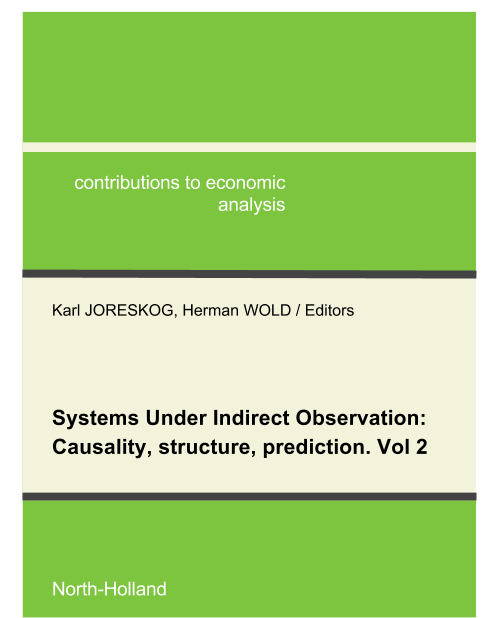 contributions to economic
analysis
Karl JORESKOG, Herman WOLD / Editors
Systems Under Indirect Observation:
Causality, structure, prediction. Vol 2
North-Holland